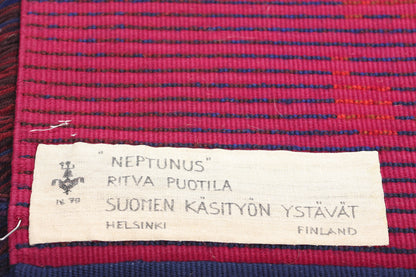 "NEPTUNUS"
RITVA PUOTILA
SUOMEN KÄSITYÖN YSTÄVÄT
HELSINKI FINLAND